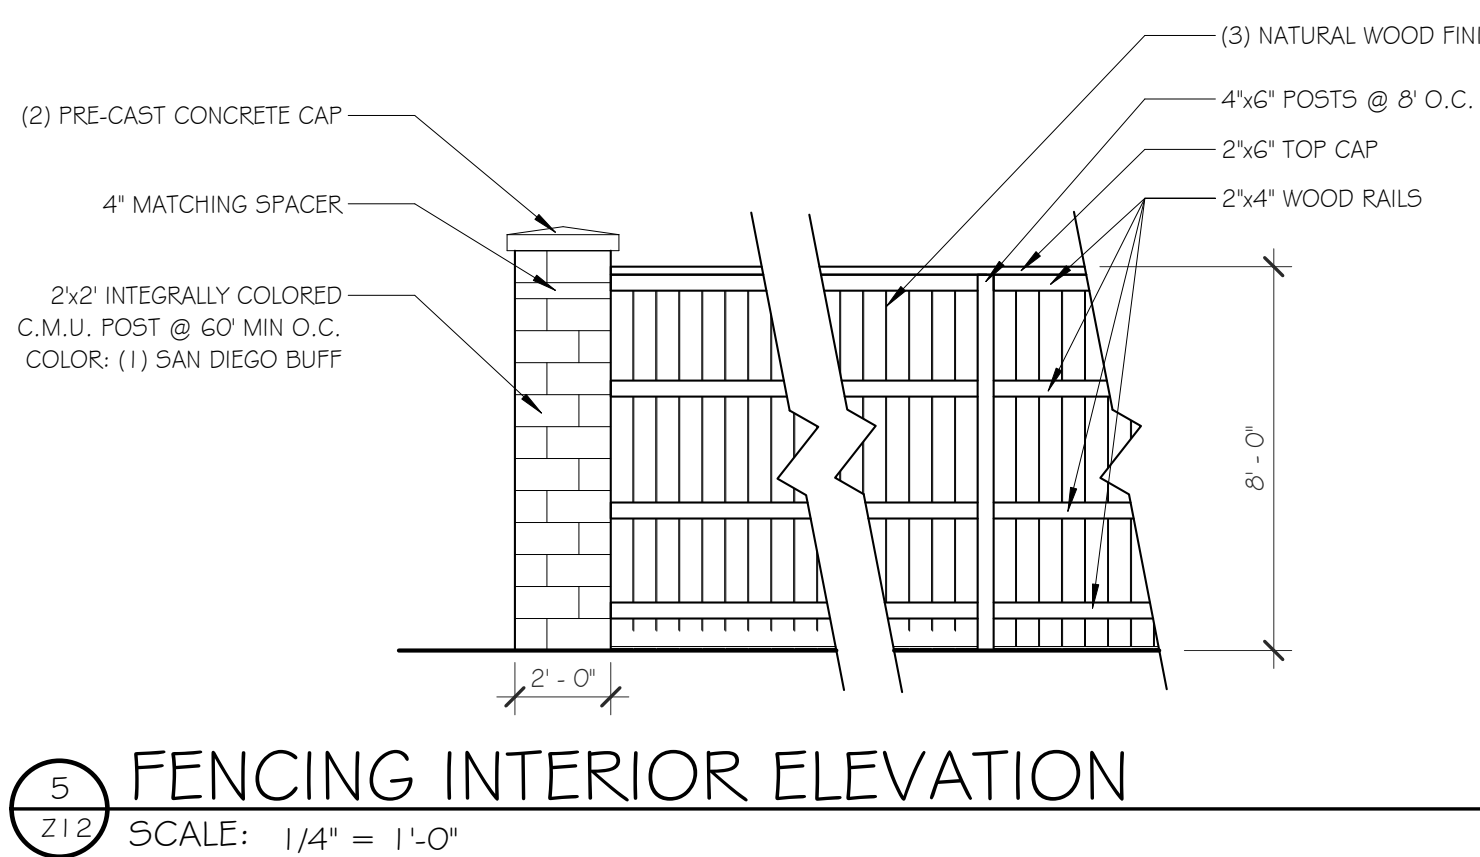 (3) NATURAL WOOD
4"x6" POSTS @ 8' O.C.
2"x6" TOP CAP
2"x4" WOOD RAILS
(2) PRE-CAST CONCRETE CAP
4" MATCHING SPACER
2'x2' INTEGRALLY COLORED
C.M.U. POST @ 60' MIN O.C.
COLOR: (1) SAN DIEGO BUFF
8' - 0"
2' - 0"
5
Z12
FENCING INTERIOR ELEVATION
SCALE: 1/4" = 1'-0"